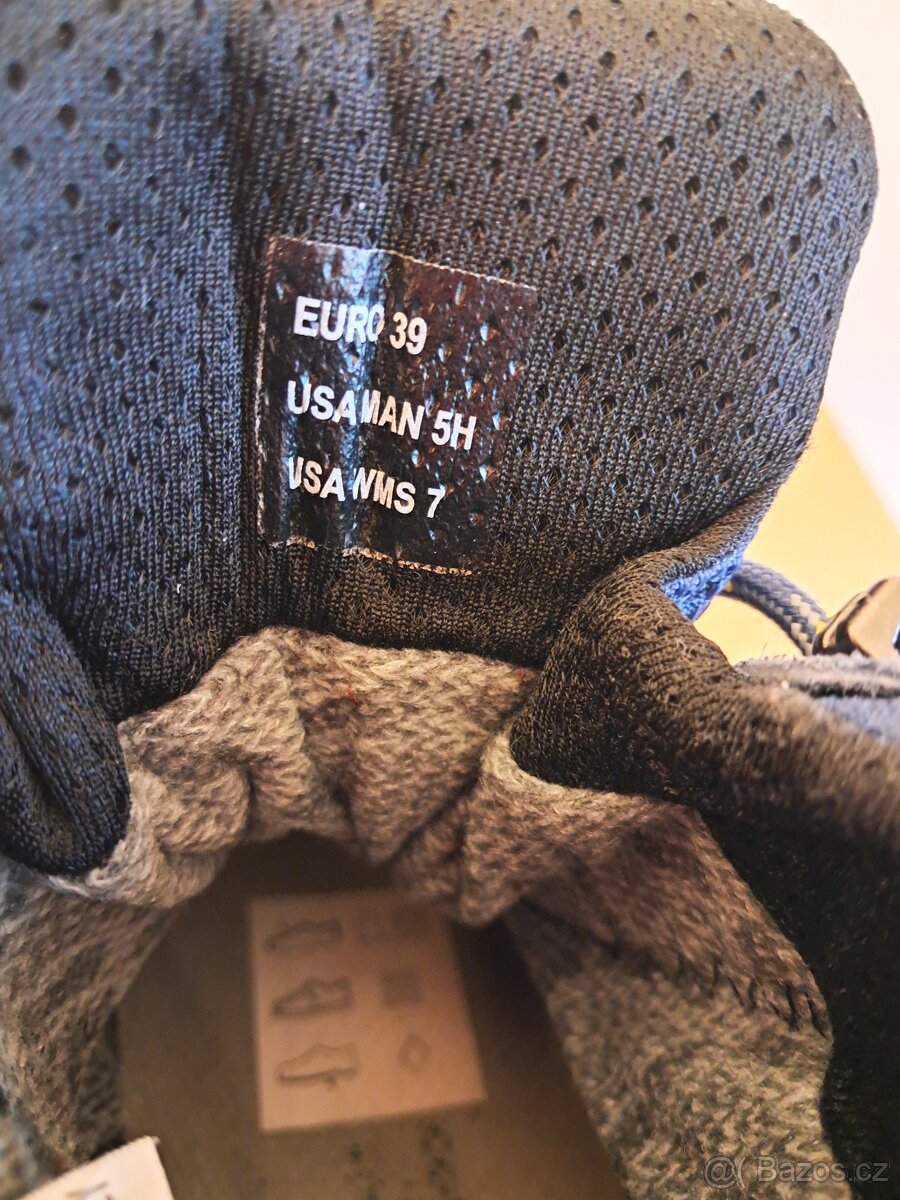 EURO 39
USA MAN 5H
USA WMS 7
@( Bazos.cz